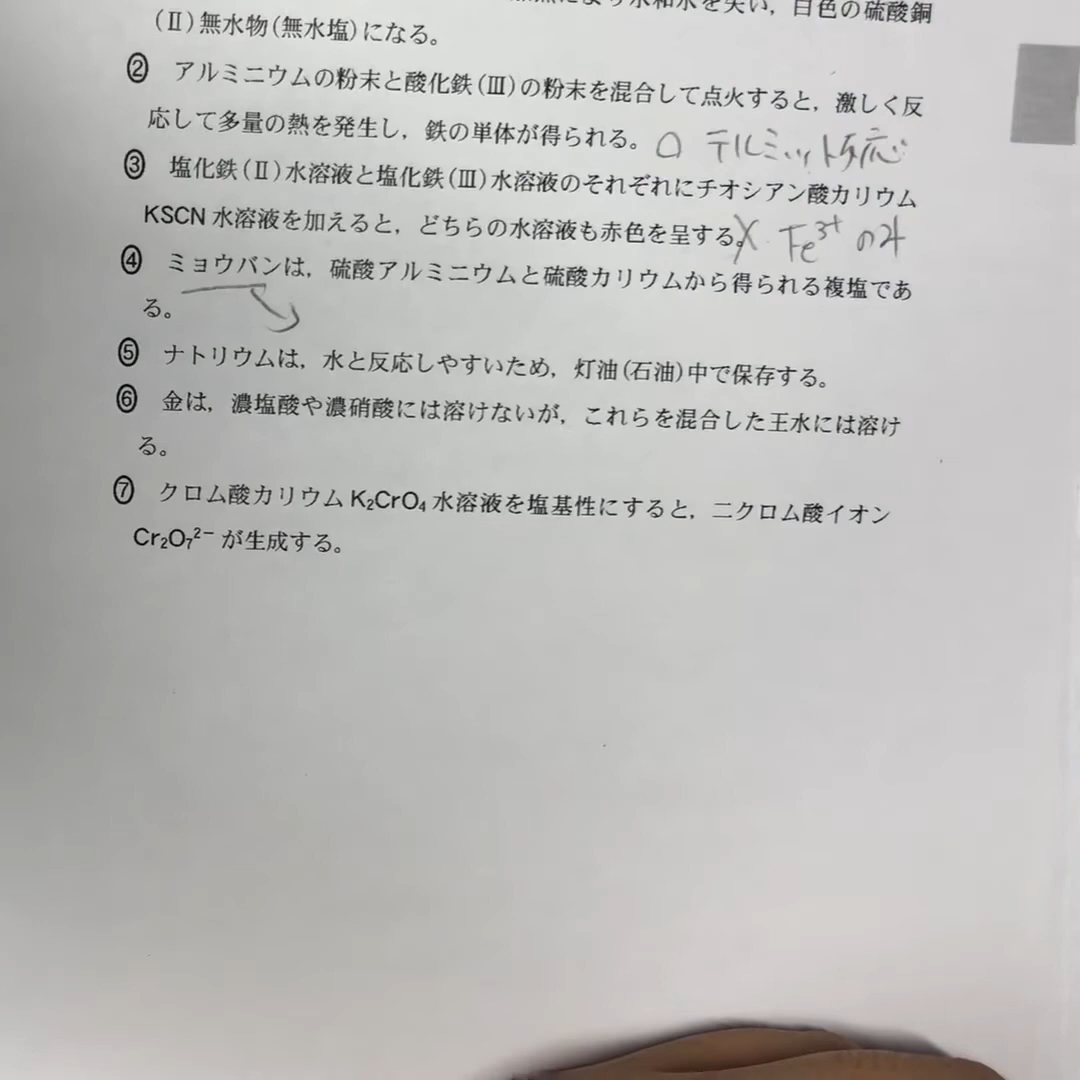 水和水を失い，白色の硫酸銅
(Ⅱ)無水物(無水塩)になる。
② アルミニウムの粉末と酸化鉄(Ⅲ)の粉末を混合して点火すると，激しく反
応して多量の熱を発生し，鉄の単体が得られる。○ テルミット反応
③ 塩化鉄(Ⅱ)水溶液と塩化鉄(Ⅲ)水溶液のそれぞれにチオシアン酸カリウム
KSCN 水溶液を加えると，どちらの水溶液も赤色を呈する。× Fe³⁺ のみ
④ ミョウバンは，硫酸アルミニウムと硫酸カリウムから得られる複塩であ
る。
⑤ ナトリウムは，水と反応しやすいため，灯油(石油)中で保存する。
⑥ 金は，濃塩酸や濃硝酸には溶けないが，これらを混合した王水には溶け
る。
⑦ クロム酸カリウム K₂CrO₄ 水溶液を塩基性にすると，二クロム酸イオン
Cr₂O₇²⁻ が生成する。